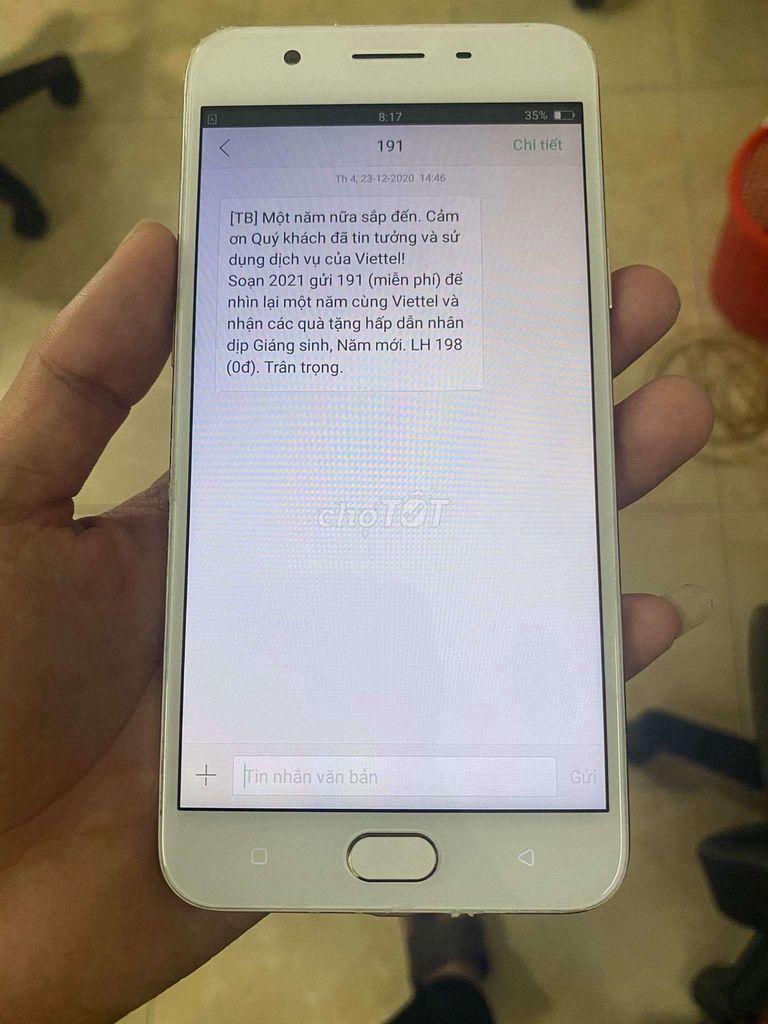 8:17
35%
191
Chi tiết
Th 4, 23-12-2020 14:46
[TB] Một năm nữa sắp đến. Cảm
ơn Quý khách đã tin tưởng và sử
dụng dịch vụ của Viettel!
Soạn 2021 gửi 191 (miễn phí) để
nhìn lại một năm cùng Viettel và
nhận các quà tặng hấp dẫn nhân
dịp Giáng sinh, Năm mới. LH 198
(0đ). Trân trọng.
chợTỐT
Tin nhắn văn bản
Gửi